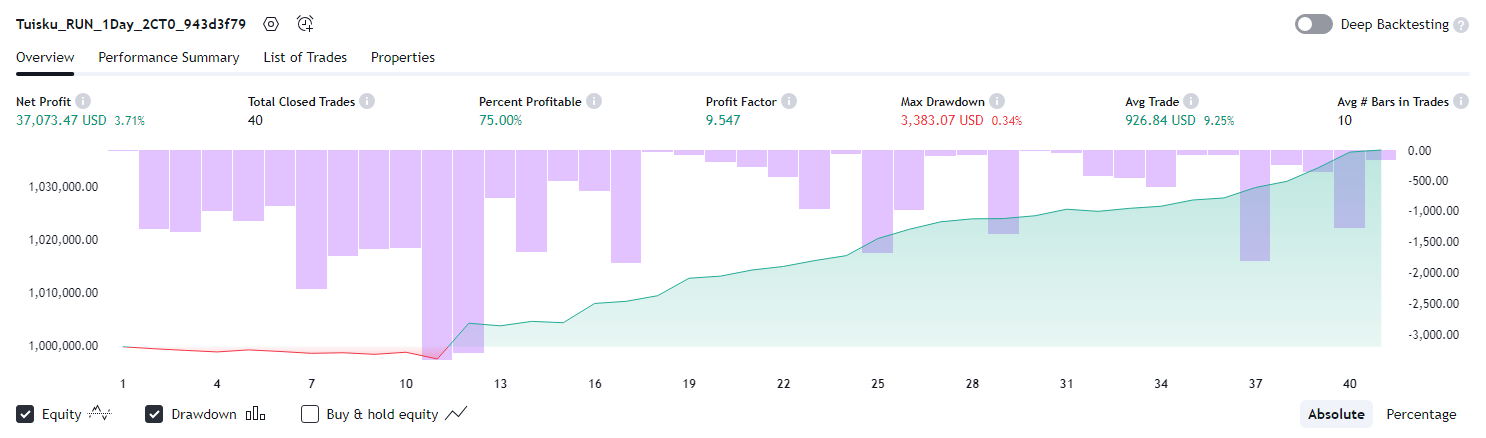 Tuisku_RUN_1Day_2CT0_943d3f79 Deep Backtesting ?
Overview Performance Summary List of Trades Properties
Net Profit i Total Closed Trades i Percent Profitable i Profit Factor i Max Drawdown i Avg Trade i Avg # Bars in Trades i
37,073.47 USD 3.71% 40 75.00% 9.547 3,383.07 USD 0.34% 926.84 USD 9.25% 10
0.00
1,030,000.00 -500.00
-1,000.00
1,020,000.00 -1,500.00
-2,000.00
1,010,000.00 -2,500.00
1,000,000.00 -3,000.00
1 4 7 10 13 16 19 22 25 28 31 34 37 40
Equity Drawdown Buy & hold equity Absolute Percentage